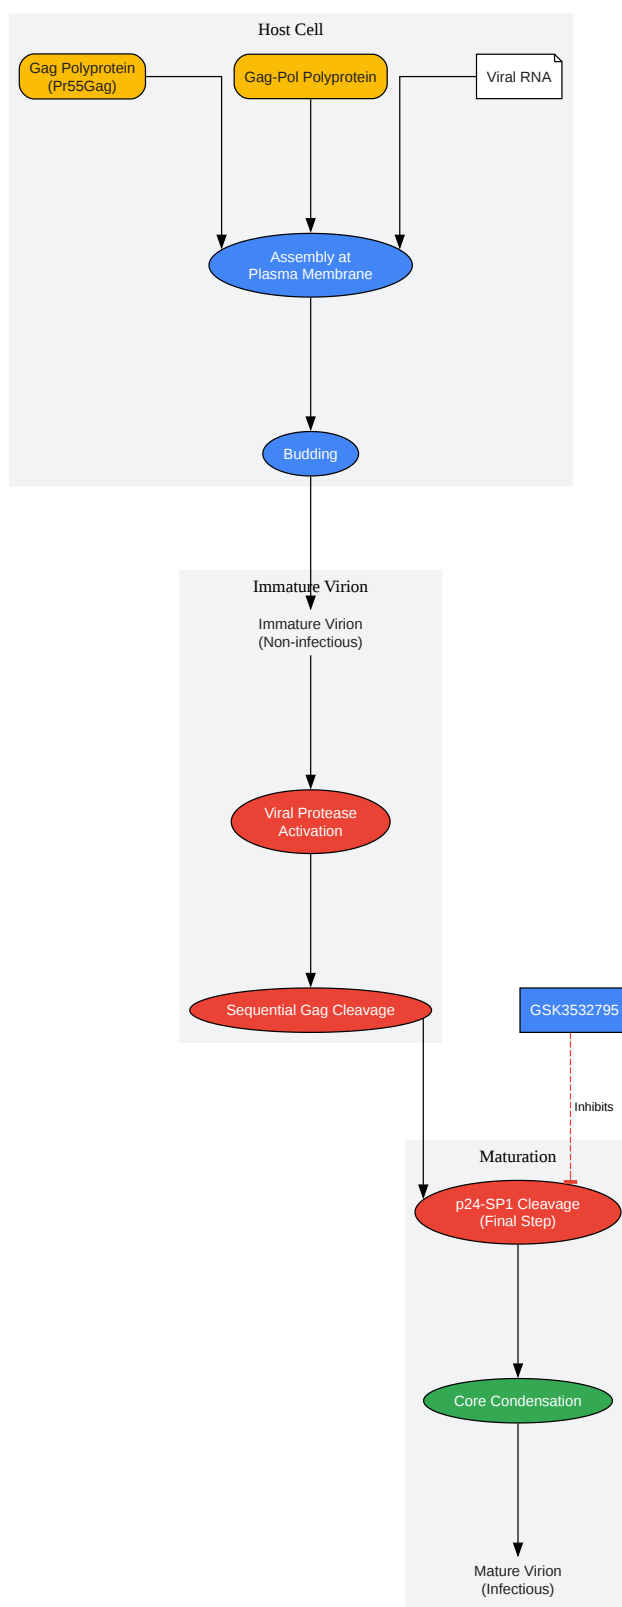 Host Cell
Gag Polyprotein
(Pr55Gag)
Gag-Pol Polyprotein
Viral RNA
Assembly at
Plasma Membrane
Budding
Immature Virion
Immature Virion
(Non-infectious)
Viral Protease
Activation
Sequential Gag Cleavage
GSK3532795
Inhibits
Maturation
p24-SP1 Cleavage
(Final Step)
Core Condensation
Mature Virion
(Infectious)